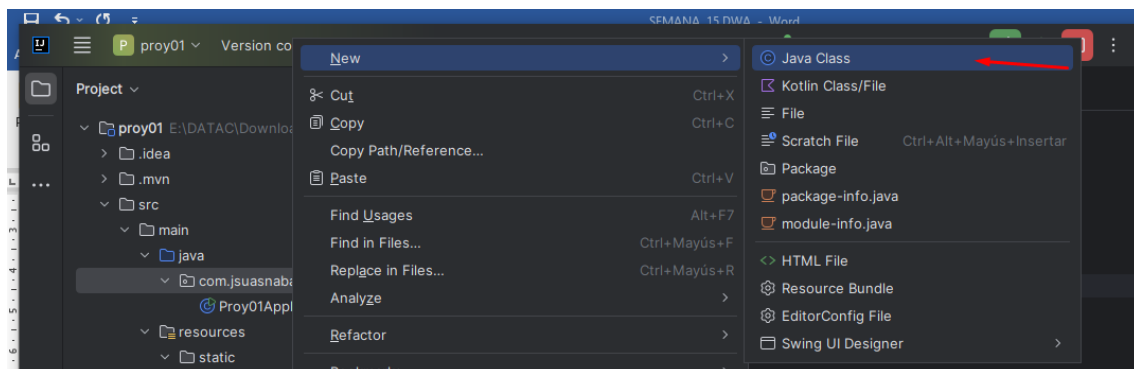 SEMANA_15 DWA - Word
P proy01 Version co
Project
proy01 E:\DATAC\Downloa
.idea
.mvn
src
main
java
com.jsuasnaba
Proy01Appl
resources
static
New
Cut Ctrl+X
Copy Ctrl+C
Copy Path/Reference...
Paste Ctrl+V
Find Usages Alt+F7
Find in Files... Ctrl+Mayús+F
Replace in Files... Ctrl+Mayús+R
Analyze
Refactor
Java Class
Kotlin Class/File
File
Scratch File Ctrl+Alt+Mayús+Insertar
Package
package-info.java
module-info.java
HTML File
Resource Bundle
EditorConfig File
Swing UI Designer